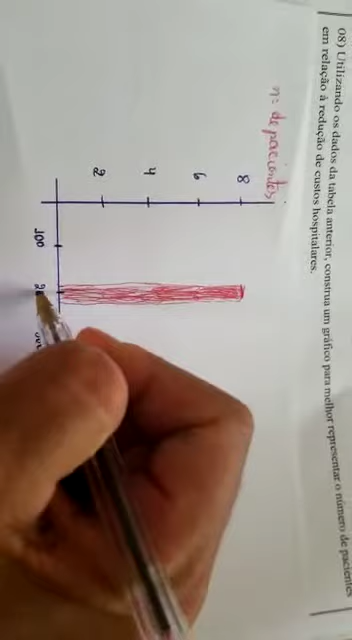 08) Utilizando os dados da tabela anterior, construa um gráfico para melhor representar o número de pacientes
em relação à redução de custos hospitalares.
nº de pacientes
8
6
4
2
100